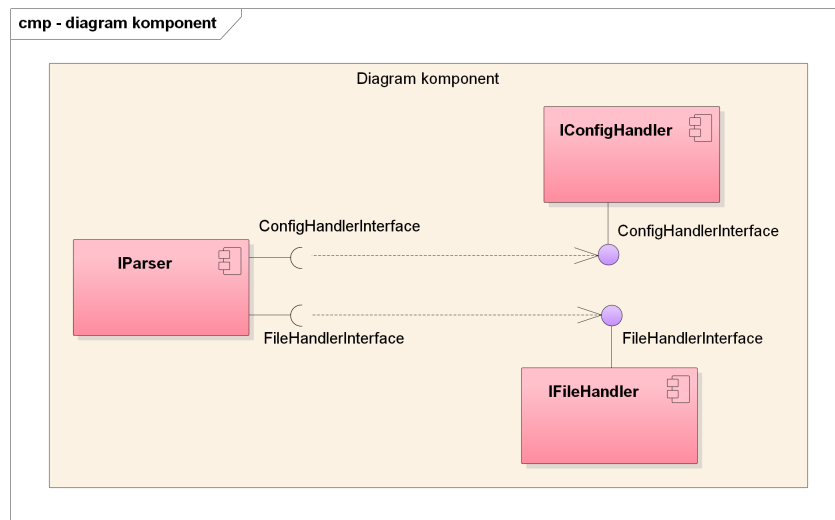 cmp - diagram komponent
Diagram komponent
IConfigHandler
ConfigHandlerInterface
ConfigHandlerInterface
IParser
FileHandlerInterface
FileHandlerInterface
IFileHandler